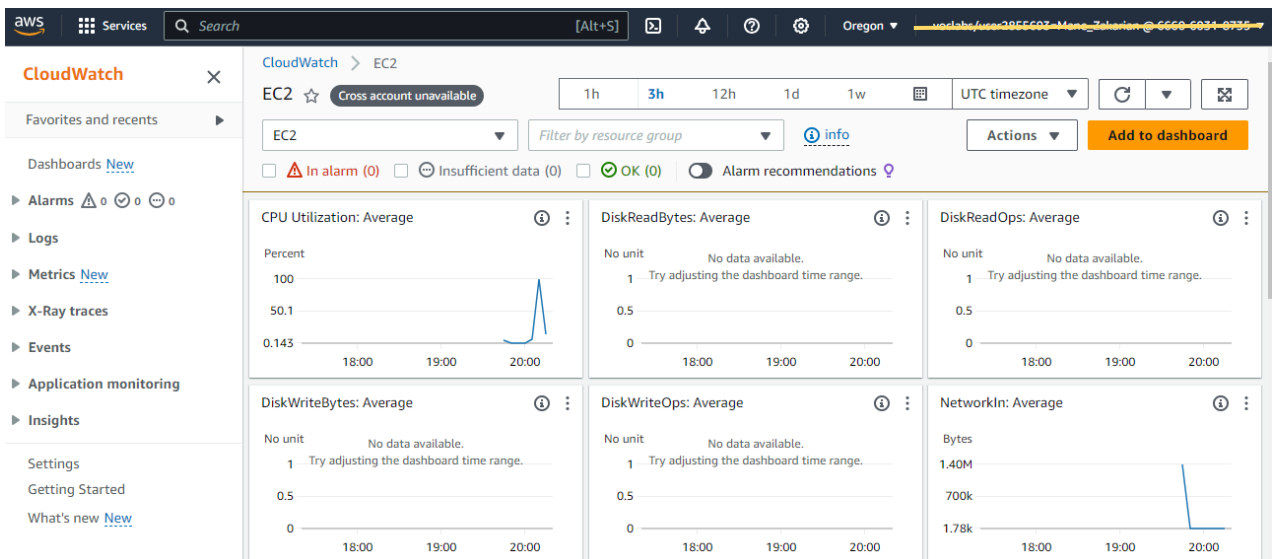 aws Services Search [Alt+S] Oregon
CloudWatch
Favorites and recents
Dashboards New
Alarms 0 0 0
Logs
Metrics New
X-Ray traces
Events
Application monitoring
Insights
Settings
Getting Started
What's new New
CloudWatch > EC2
EC2 Cross account unavailable 1h 3h 12h 1d 1w UTC timezone
EC2 Filter by resource group info Actions Add to dashboard
In alarm (0) Insufficient data (0) OK (0) Alarm recommendations
CPU Utilization: Average
Percent
100
50.1
0.143
18:00 19:00 20:00
DiskReadBytes: Average
No unit
No data available.
Try adjusting the dashboard time range.
1
0.5
0
18:00 19:00 20:00
DiskReadOps: Average
No unit
No data available.
Try adjusting the dashboard time range.
1
0.5
0
18:00 19:00 20:00
DiskWriteBytes: Average
No unit
No data available.
Try adjusting the dashboard time range.
1
0.5
0
18:00 19:00 20:00
DiskWriteOps: Average
No unit
No data available.
Try adjusting the dashboard time range.
1
0.5
0
18:00 19:00 20:00
NetworkIn: Average
Bytes
1.40M
700k
1.78k
18:00 19:00 20:00